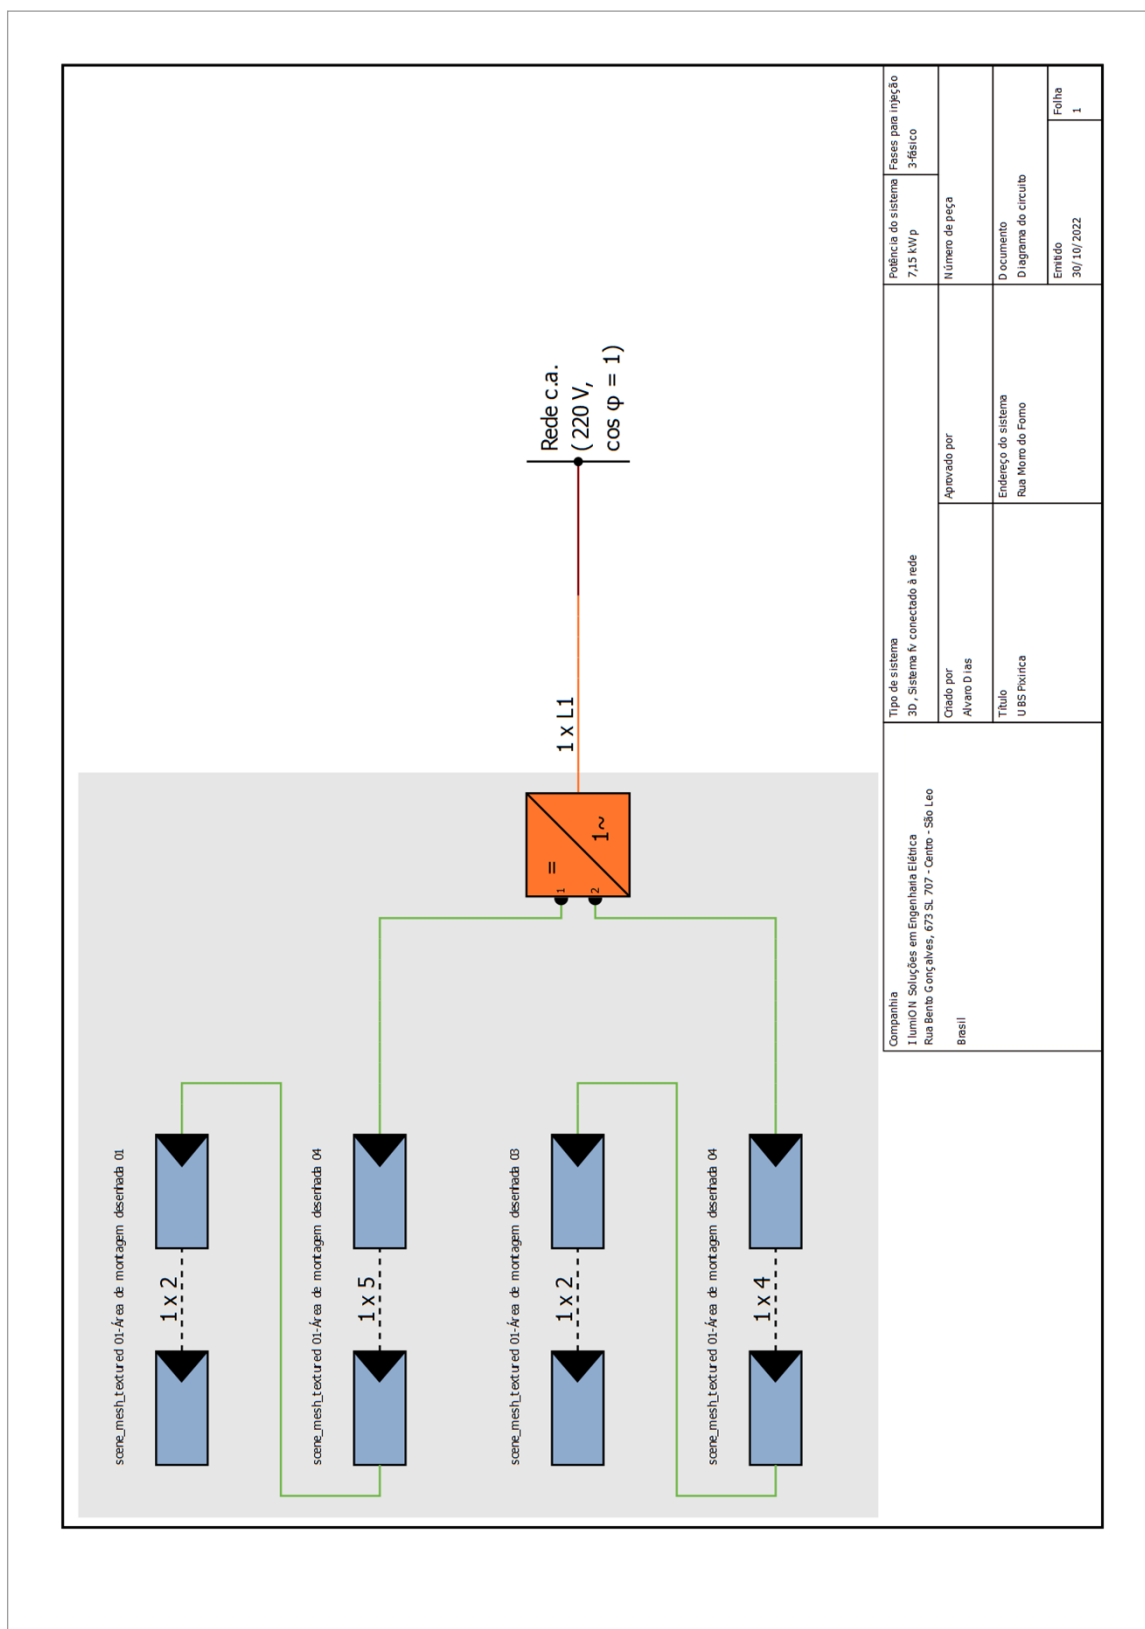 scene_mesh_textured 01-Área de montagem desenhada 01
1 x 2
scene_mesh_textured 01-Área de montagem desenhada 04
1 x 5
scene_mesh_textured 01-Área de montagem desenhada 03
1 x 2
scene_mesh_textured 01-Área de montagem desenhada 04
1 x 4
=
1~
1
2
1 x L1
Rede c.a.
( 220 V,
cos φ = 1)
Companhia
IlumiON Soluções em Engenharia Elétrica
Rua Bento Gonçalves, 673 SL 707 - Centro - São Leo
Brasil
Tipo de sistema
3D, Sistema fv conectado à rede
Potência do sistema
7,15 kWp
Fases para injeção
3-fásico
Criado por
Alvaro Dias
Aprovado por
Número de peça
Título
UBS Pixirica
Endereço do sistema
Rua Morro do Forno
Documento
Diagrama do circuito
Emitido
30/10/2022
Folha
1